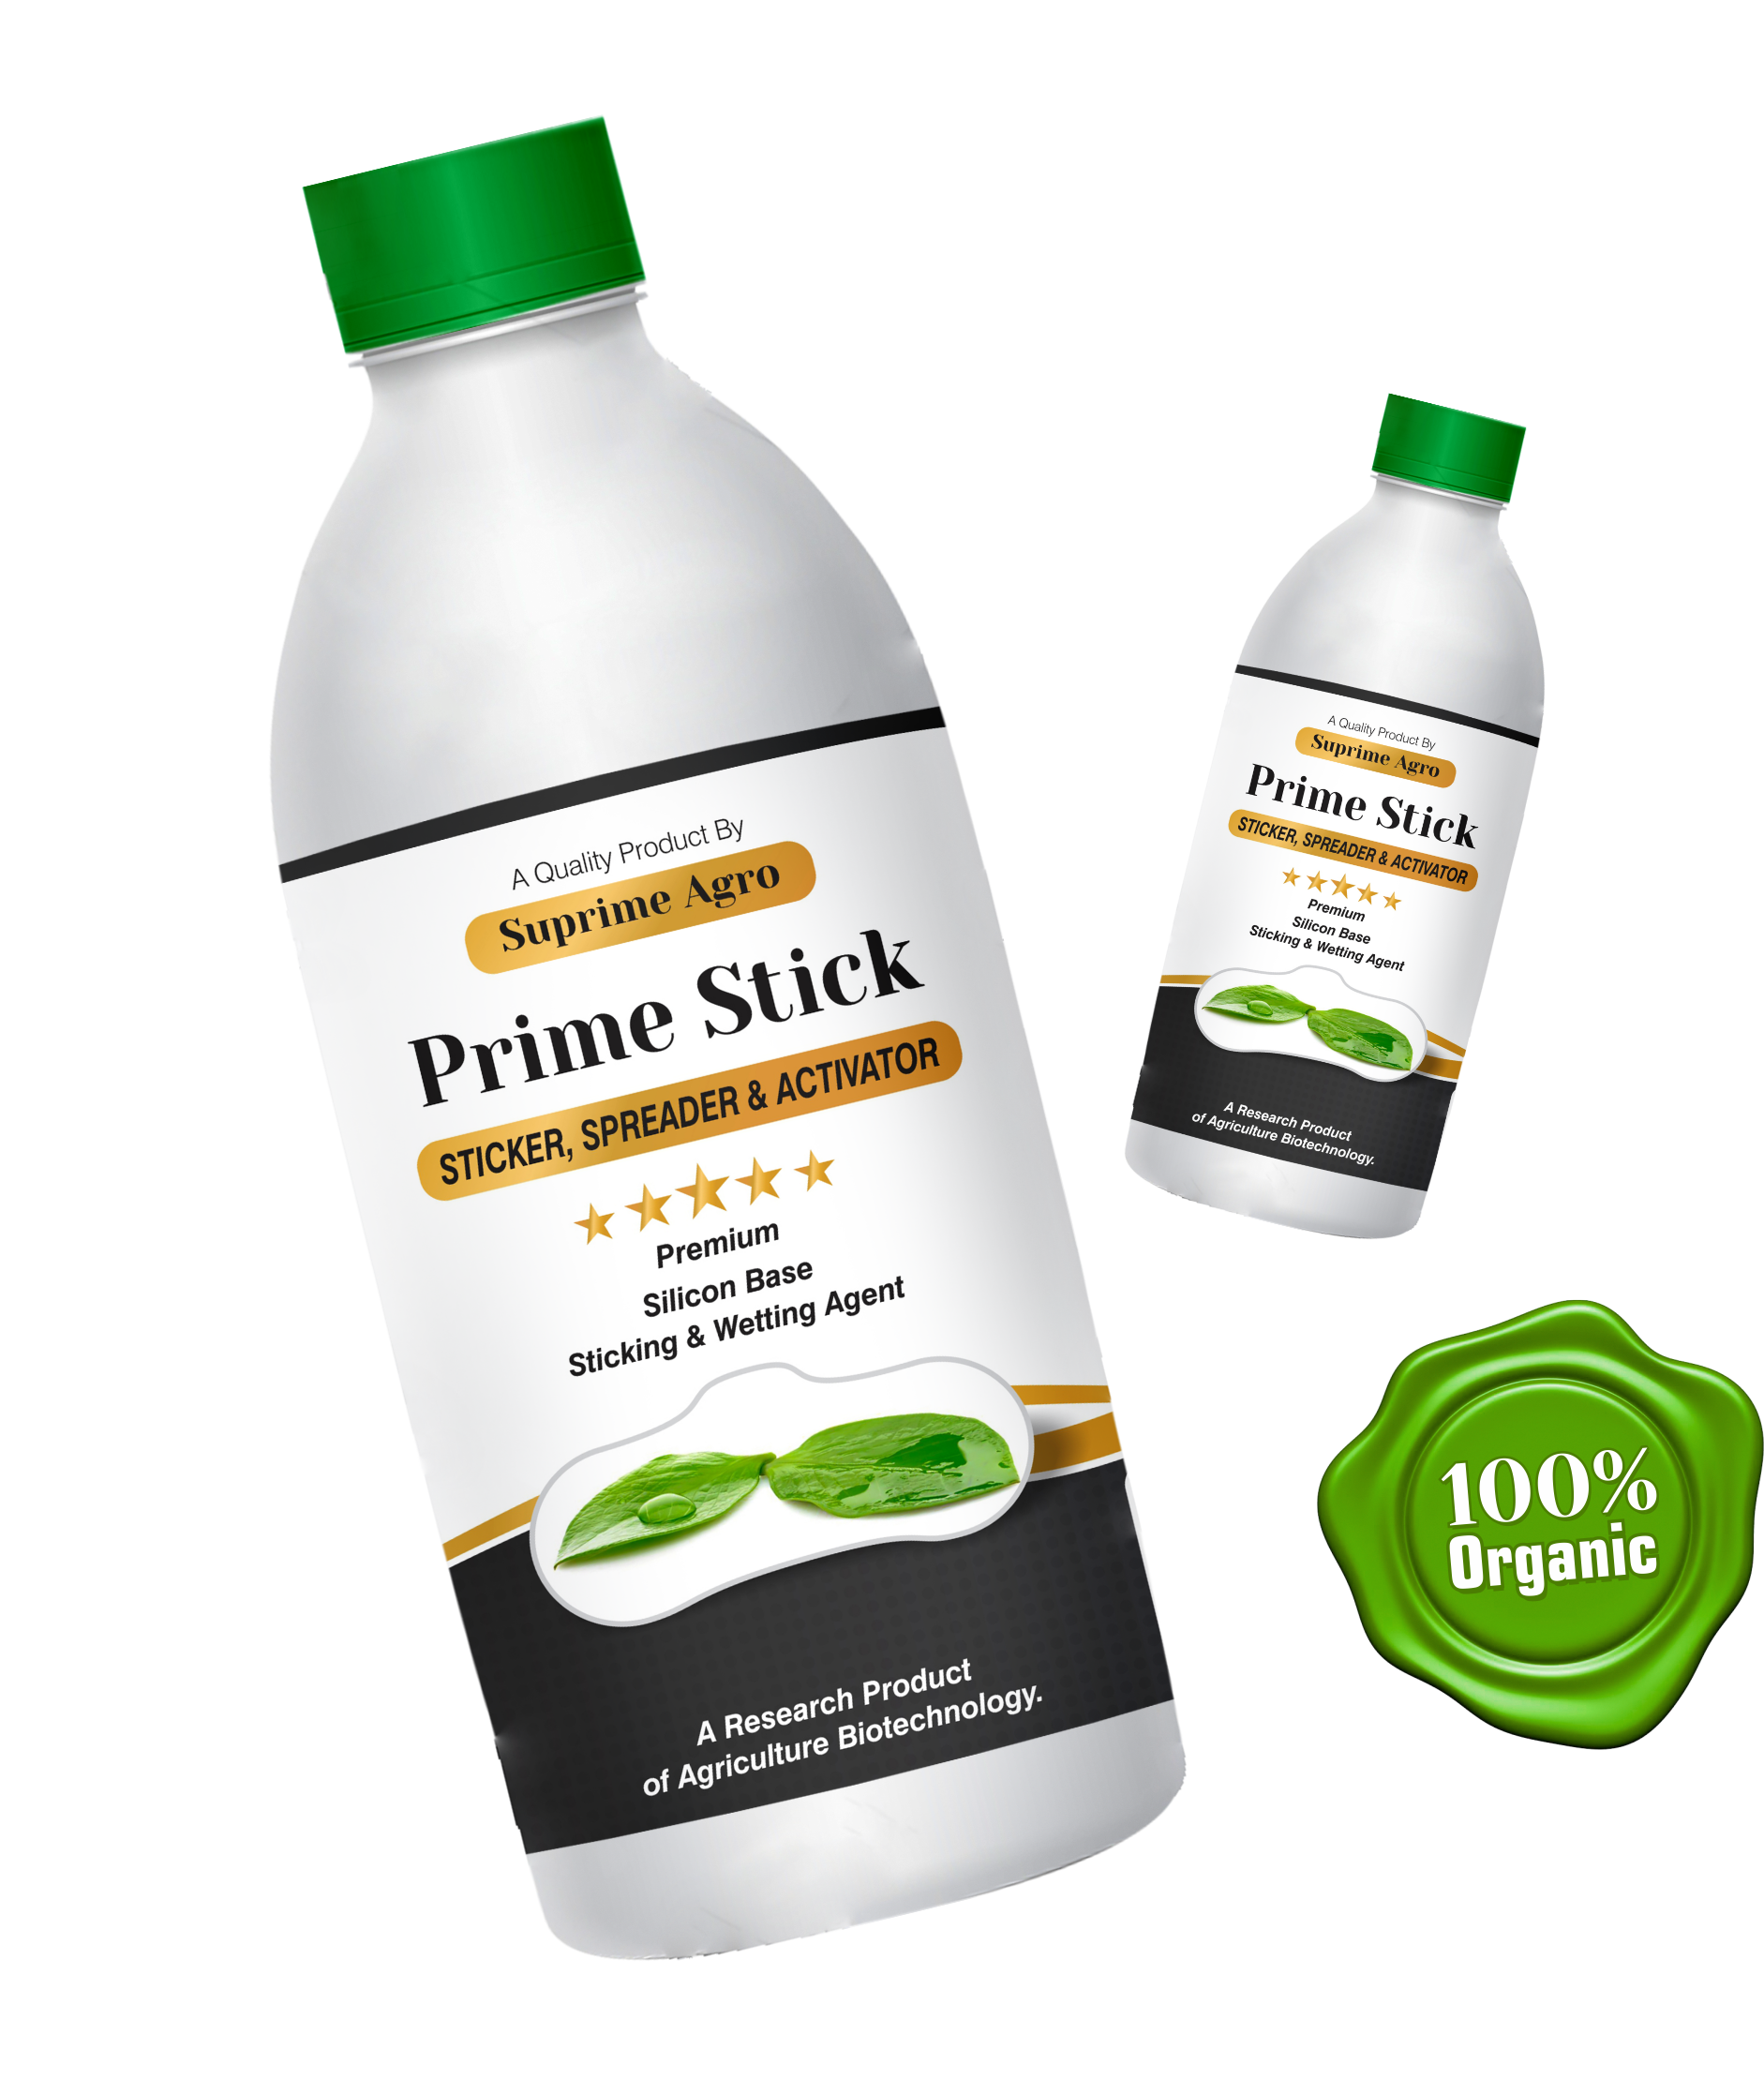 A Quality Product By
Suprime Agro
Prime Stick
STICKER, SPREADER & ACTIVATOR
Premium
Silicon Base
Sticking & Wetting Agent
A Research Product
of Agriculture Biotechnology.
A Quality Product By
Suprime Agro
Prime Stick
STICKER, SPREADER & ACTIVATOR
Premium
Silicon Base
Sticking & Wetting Agent
A Research Product
of Agriculture Biotechnology.
100%
Organic